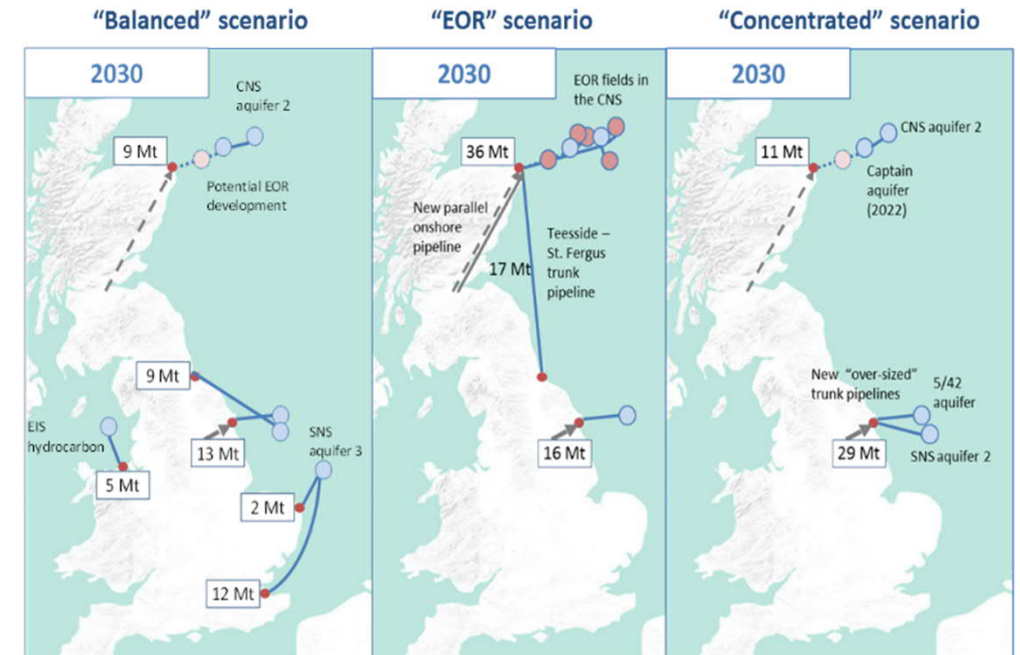 “Balanced” scenario
2030
CNS
aquifer 2
9 Mt
Potential EOR
development
9 Mt
EIS
hydrocarbon
13 Mt
SNS
aquifer 3
5 Mt
2 Mt
12 Mt
“EOR” scenario
2030
EOR fields in
the CNS
36 Mt
New parallel
onshore
pipeline
17 Mt
Teesside –
St. Fergus
trunk
pipeline
16 Mt
“Concentrated” scenario
2030
CNS aquifer 2
11 Mt
Captain
aquifer
(2022)
New “over-sized”
trunk pipelines
5/42
aquifer
29 Mt
SNS aquifer 2